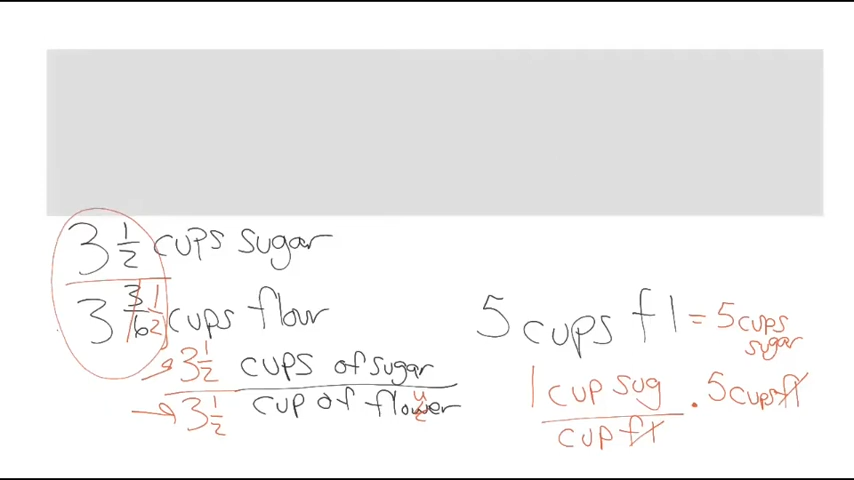 3 1/2 cups sugar
3 3/6 1/2 cups flour
3 1/2 cups of sugar
3 1/2 cup of flower
5 cups fl = 5 cups sugar
1 cup sug / cup fl . 5 cups fl